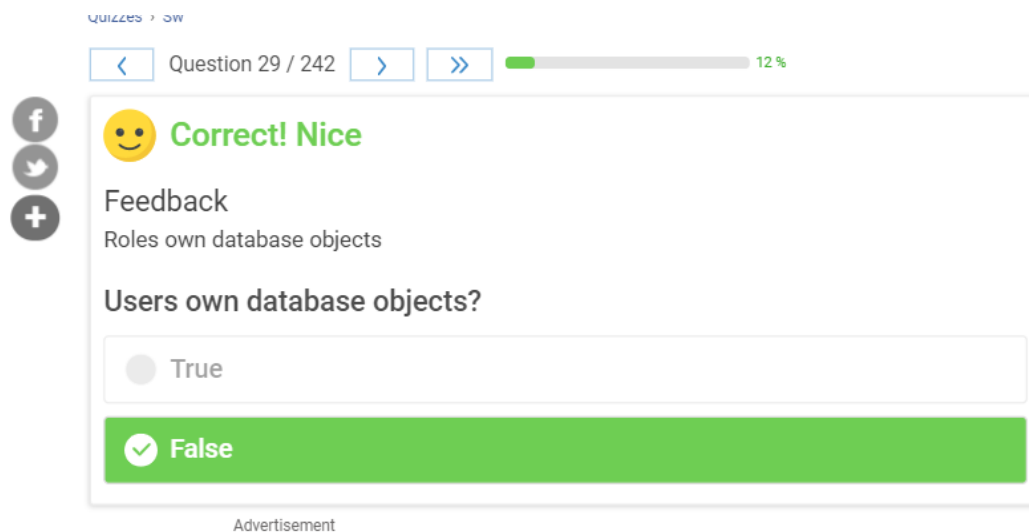 Quizzes › Sw
Question 29 / 242
12 %
Correct! Nice
Feedback
Roles own database objects
Users own database objects?
True
False
Advertisement